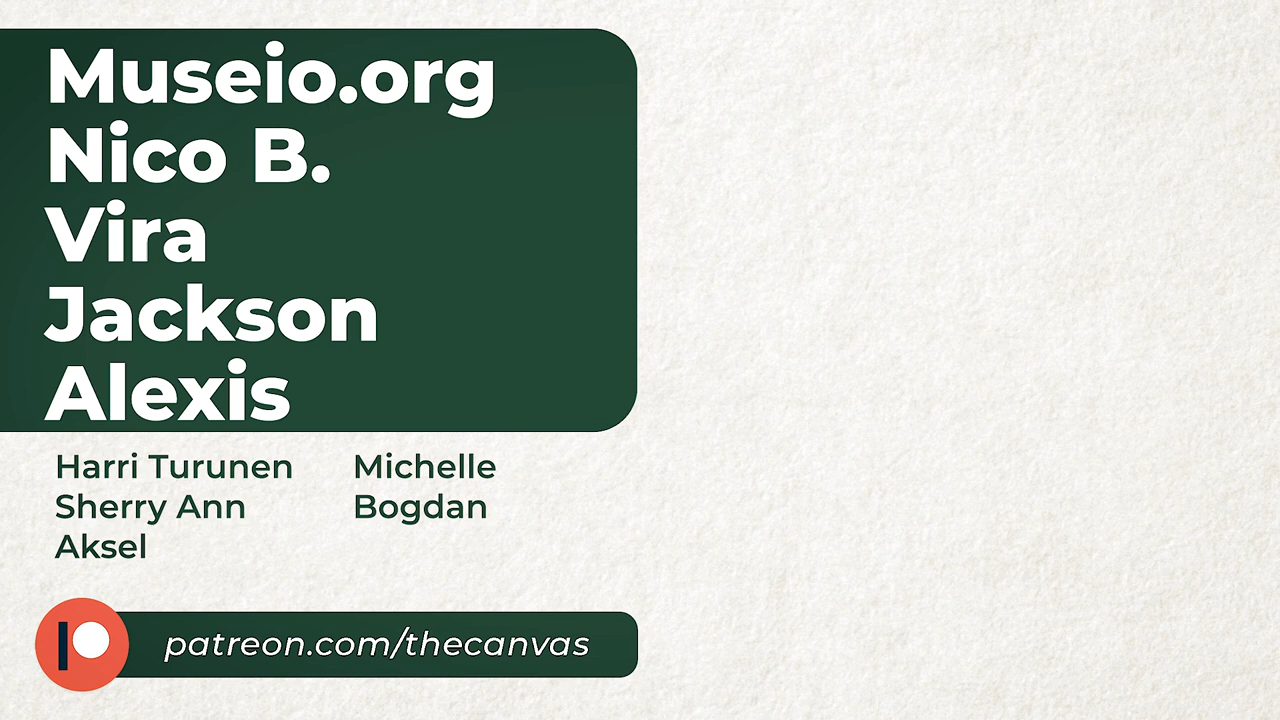 Museio.org
Nico B.
Vira
Jackson
Alexis
Harri Turunen
Sherry Ann
Aksel
Michelle
Bogdan
patreon.com/thecanvas